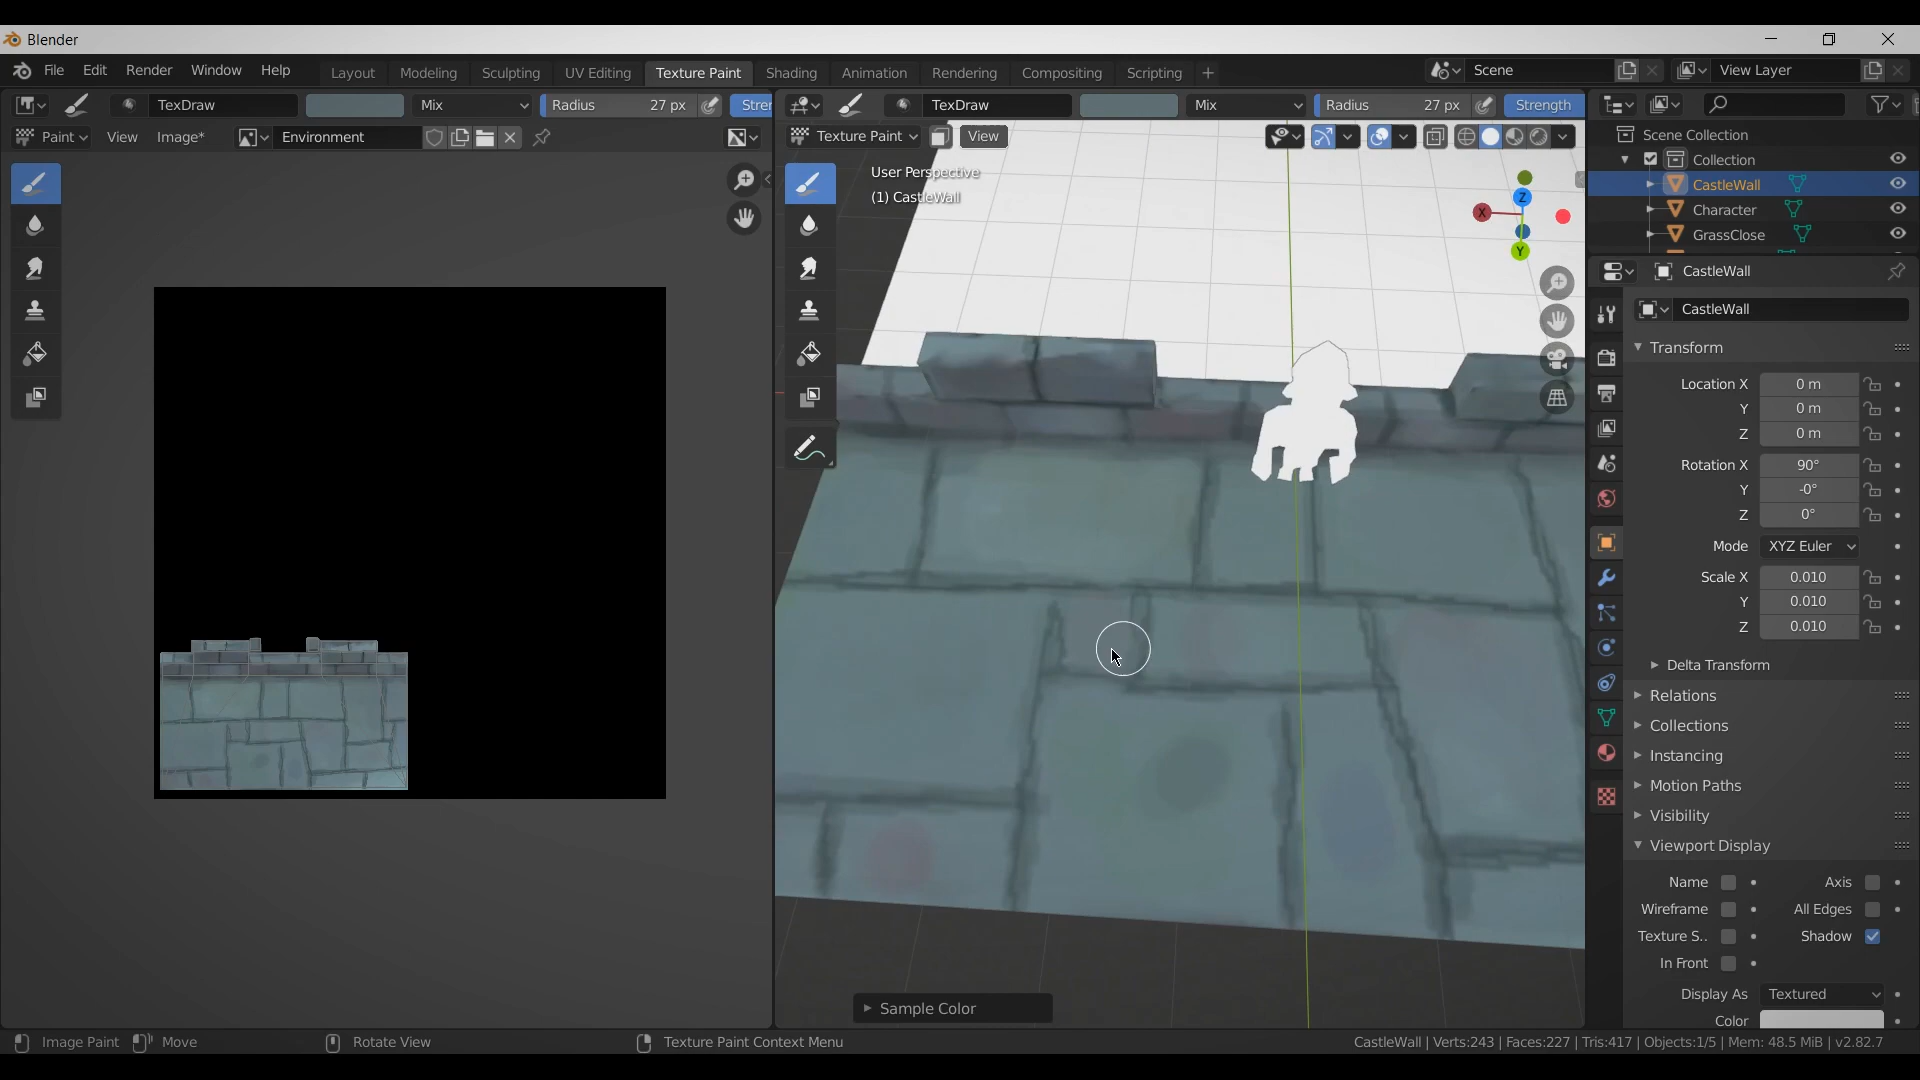 Blender
File Edit Render Window Help Layout Modeling Sculpting UV Editing Texture Paint Shading Animation Rendering Compositing Scripting + Scene View Layer
TexDraw Mix Radius 27 px Stren TexDraw Mix Radius 27 px Strength
Paint View Image* Environment Texture Paint View
User Perspective
(1) CastleWall
X Z Y
Scene Collection
Collection
CastleWall
Character
GrassClose
CastleWall
CastleWall
Transform
Location X 0 m
Y 0 m
Z 0 m
Rotation X 90°
Y -0°
Z 0°
Mode XYZ Euler
Scale X 0.010
Y 0.010
Z 0.010
Delta Transform
Relations
Collections
Instancing
Motion Paths
Visibility
Viewport Display
Name Axis
Wireframe All Edges
Texture S.. Shadow
In Front
Display As Textured
Color
Sample Color
Image Paint Move Rotate View Texture Paint Context Menu CastleWall | Verts:243 | Faces:227 | Tris:417 | Objects:1/5 | Mem: 48.5 MiB | v2.82.7